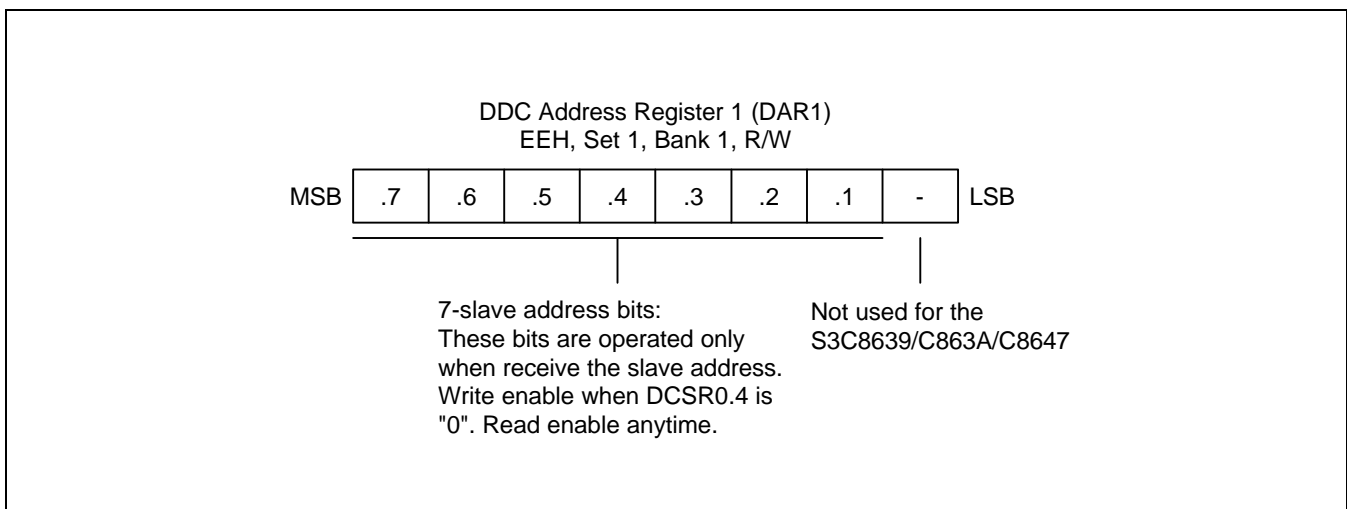 DDC Address Register 1 (DAR1)
EEH, Set 1, Bank 1, R/W
MSB .7 .6 .5 .4 .3 .2 .1 - LSB
7-slave address bits:
These bits are operated only
when receive the slave address.
Write enable when DCSR0.4 is
"0". Read enable anytime.
Not used for the
S3C8639/C863A/C8647